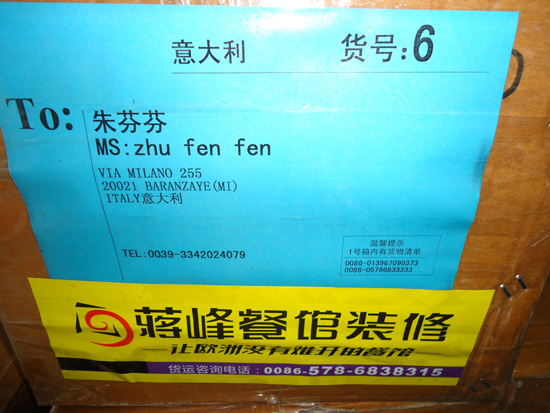 意大利 货号:6
To: 朱芬芬
MS:zhu fen fen
VIA MILANO 255
20021 BARANZAYE(MI)
ITALY意大利
TEL:0039-3342024079
温馨提示
1号箱内有货物清单
0086-013967090373
0086-05786833333
蒋峰餐馆装修
—让欧洲没有难开的餐馆
货运咨询电话:0086-578-6838315